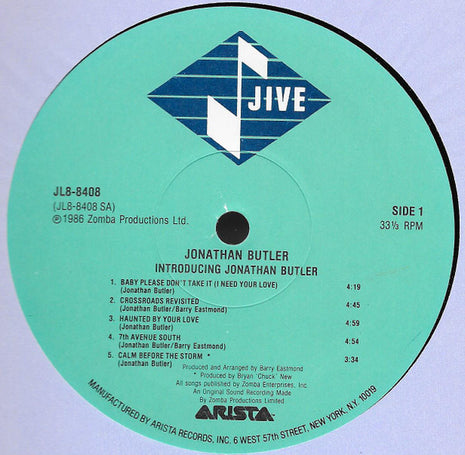 JIVE
JL8-8408
(JL8-8408 SA)
℗1986 Zomba Productions Ltd.
SIDE 1
33⅓ RPM
JONATHAN BUTLER
INTRODUCING JONATHAN BUTLER
1. BABY PLEASE DON'T TAKE IT (I NEED YOUR LOVE) 4:19
(Jonathan Butler)
2. CROSSROADS REVISITED 4:45
(Jonathan Butler/Barry Eastmond)
3. HAUNTED BY YOUR LOVE 4:59
(Jonathan Butler)
4. 7th AVENUE SOUTH 4:54
(Jonathan Butler/Barry Eastmond)
5. CALM BEFORE THE STORM * 3:34
(Jonathan Butler)
Produced and Arranged by Barry Eastmond
* Produced by Bryan "Chuck" New
All songs published by Zomba Enterprises, Inc.
An Original Sound Recording Made
By Zomba Productions Limited
ARISTA
MANUFACTURED BY ARISTA RECORDS, INC. 6 WEST 57th STREET, NEW YORK, N.Y. 10019